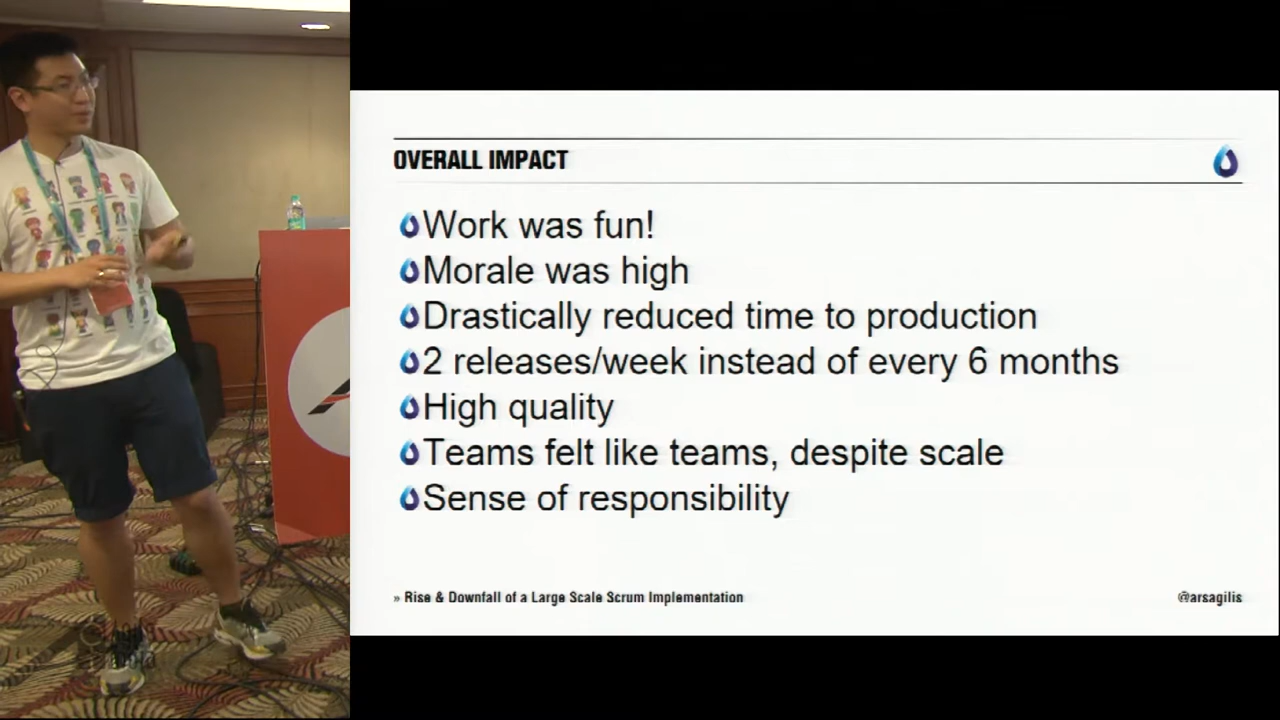 OVERALL IMPACT
Work was fun!
Morale was high
Drastically reduced time to production
2 releases/week instead of every 6 months
High quality
Teams felt like teams, despite scale
Sense of responsibility
» Rise & Downfall of a Large Scale Scrum Implementation
@arsagilis